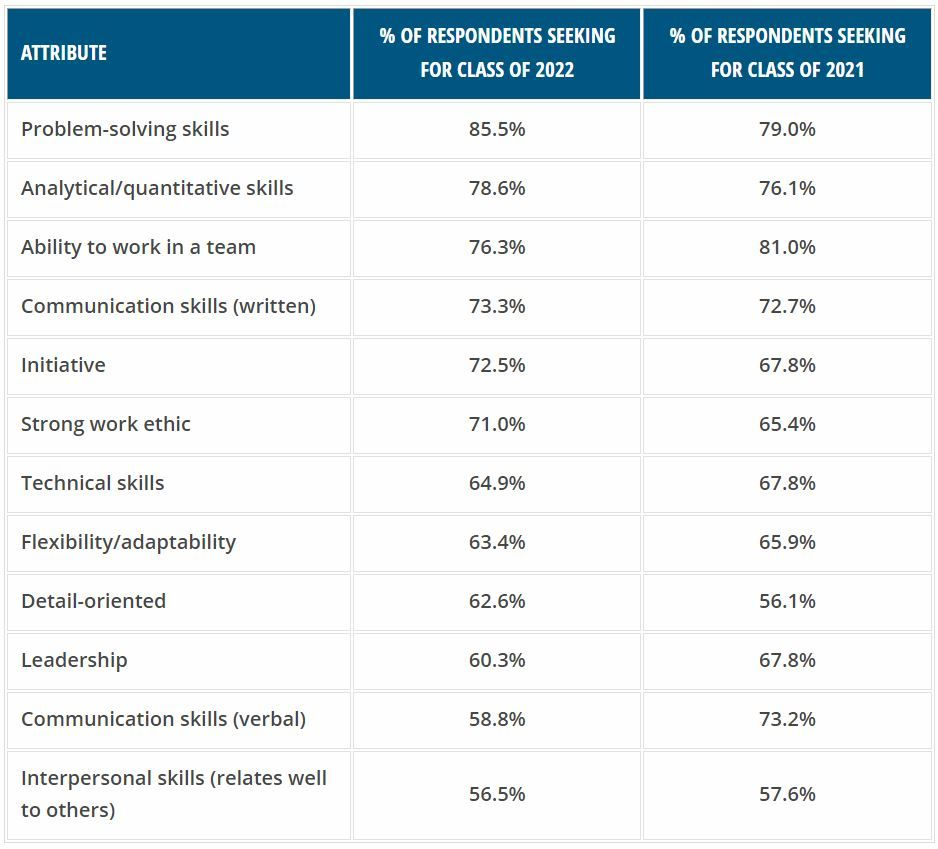 ATTRIBUTE
% OF RESPONDENTS SEEKING
FOR CLASS OF 2022
% OF RESPONDENTS SEEKING
FOR CLASS OF 2021
Problem-solving skills 85.5% 79.0%
Analytical/quantitative skills 78.6% 76.1%
Ability to work in a team 76.3% 81.0%
Communication skills (written) 73.3% 72.7%
Initiative 72.5% 67.8%
Strong work ethic 71.0% 65.4%
Technical skills 64.9% 67.8%
Flexibility/adaptability 63.4% 65.9%
Detail-oriented 62.6% 56.1%
Leadership 60.3% 67.8%
Communication skills (verbal) 58.8% 73.2%
Interpersonal skills (relates well
to others) 56.5% 57.6%